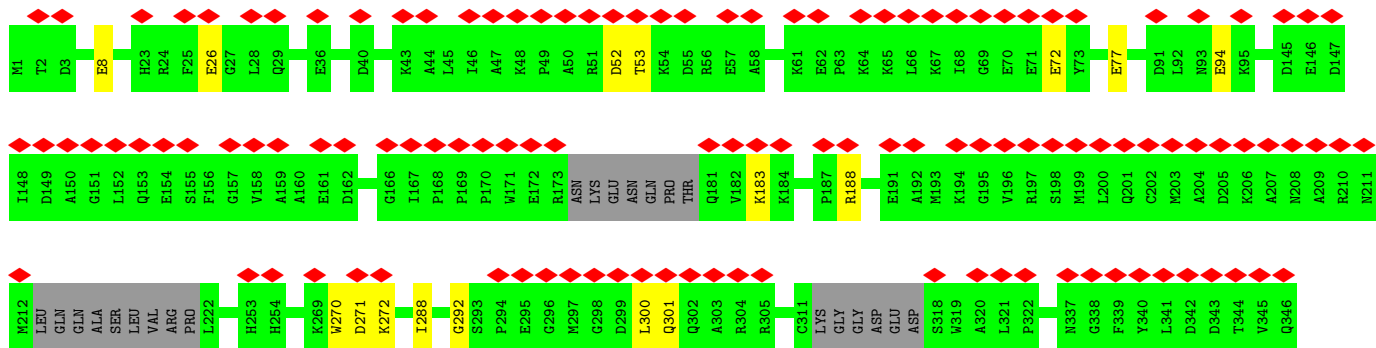 M1 T2 D3 E8 H23 R24 F25 E26 G27 L28 Q29 E36 D40 K43 A44 L45 I46 A47 K48 P49 A50 R51 D52 T53 K54 D55 R56 E57 A58 K61 E62 P63 K64 K65 L66 K67 I68 G69 E70 E71 E72 Y73 E77 D91 L92 N93 E94 K95 D145 E146 D147
I148 D149 A150 G151 L152 Q153 E154 S155 F156 G157 V158 A159 A160 E161 D162 G166 I167 P168 P169 P170 W171 E172 R173 ASN LYS GLU ASN GLN PRO THR Q181 V182 K183 K184 P187 R188 E191 A192 M193 K194 G195 V196 R197 S198 M199 L200 Q201 C202 M203 A204 D205 K206 A207 N208 A209 R210 N211
M212 LEU GLN GLN ALA SER LEU VAL ARG PRO L222 H253 H254 K269 W270 D271 K272 I288 G292 S293 P294 E295 G296 M297 G298 D299 L300 Q301 Q302 A303 R304 R305 C311 LYS GLY GLY ASP GLU ASP S318 W319 A320 L321 P322 N337 G338 F339 Y340 L341 D342 D343 T344 V345 Q346